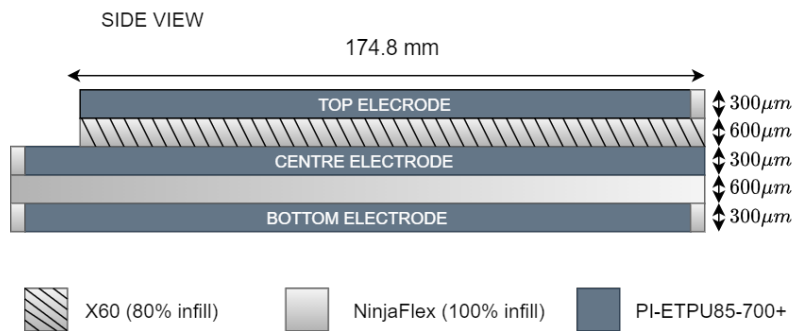 SIDE VIEW
174.8 mm
TOP ELECRODE
300μm
600μm
CENTRE ELECTRODE
300μm
600μm
BOTTOM ELECTRODE
300μm
X60 (80% infill)
NinjaFlex (100% infill)
PI-ETPU85-700+